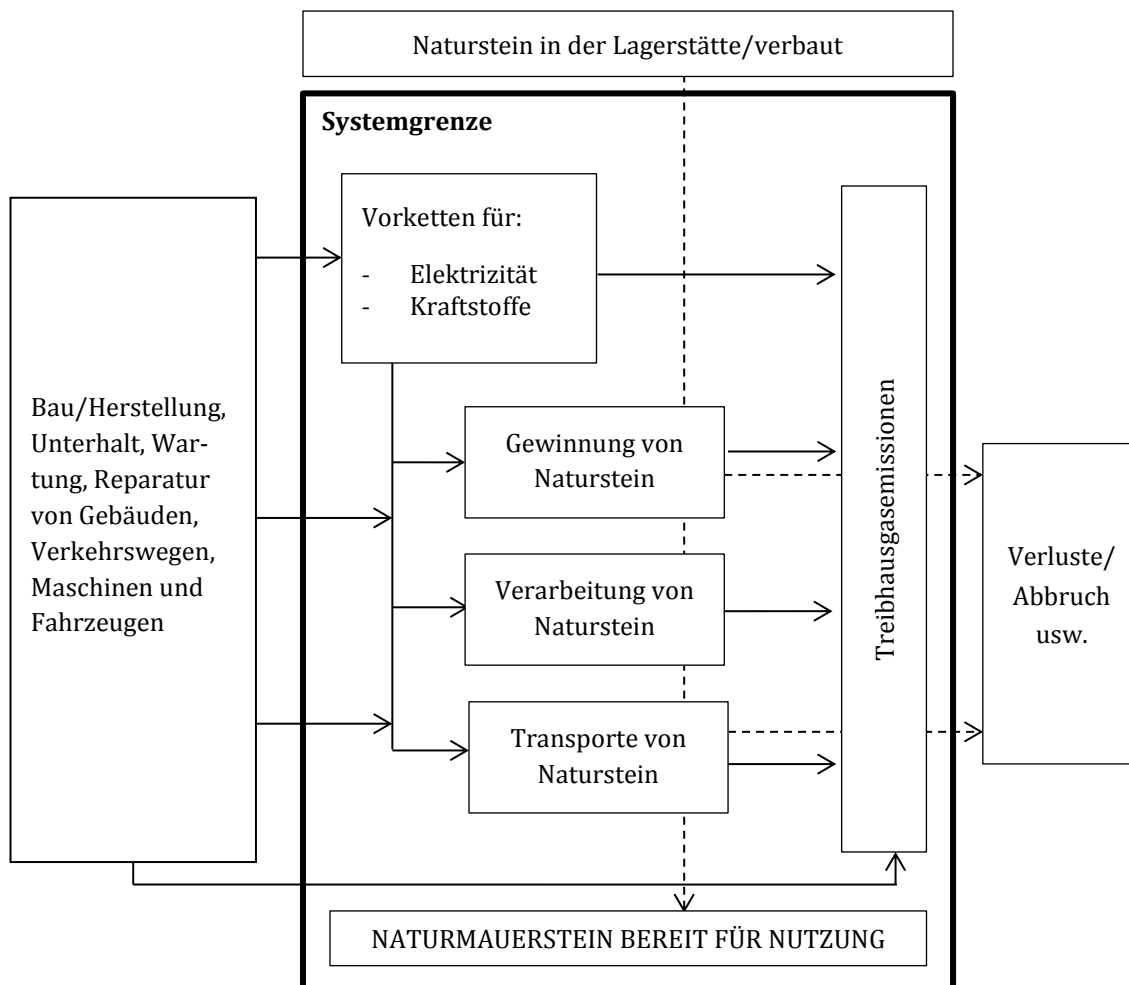 Naturstein in der Lagerstätte/verbaut
Systemgrenze
Vorketten für:
- Elektrizität
- Kraftstoffe
Bau/Herstellung,
Unterhalt, War-
tung, Reparatur
von Gebäuden,
Verkehrswegen,
Maschinen und
Fahrzeugen
Gewinnung von
Naturstein
Verarbeitung von
Naturstein
Transporte von
Naturstein
Treibhausgasemissionen
Verluste/
Abbruch
usw.
NATURMAUERSTEIN BEREIT FÜR NUTZUNG